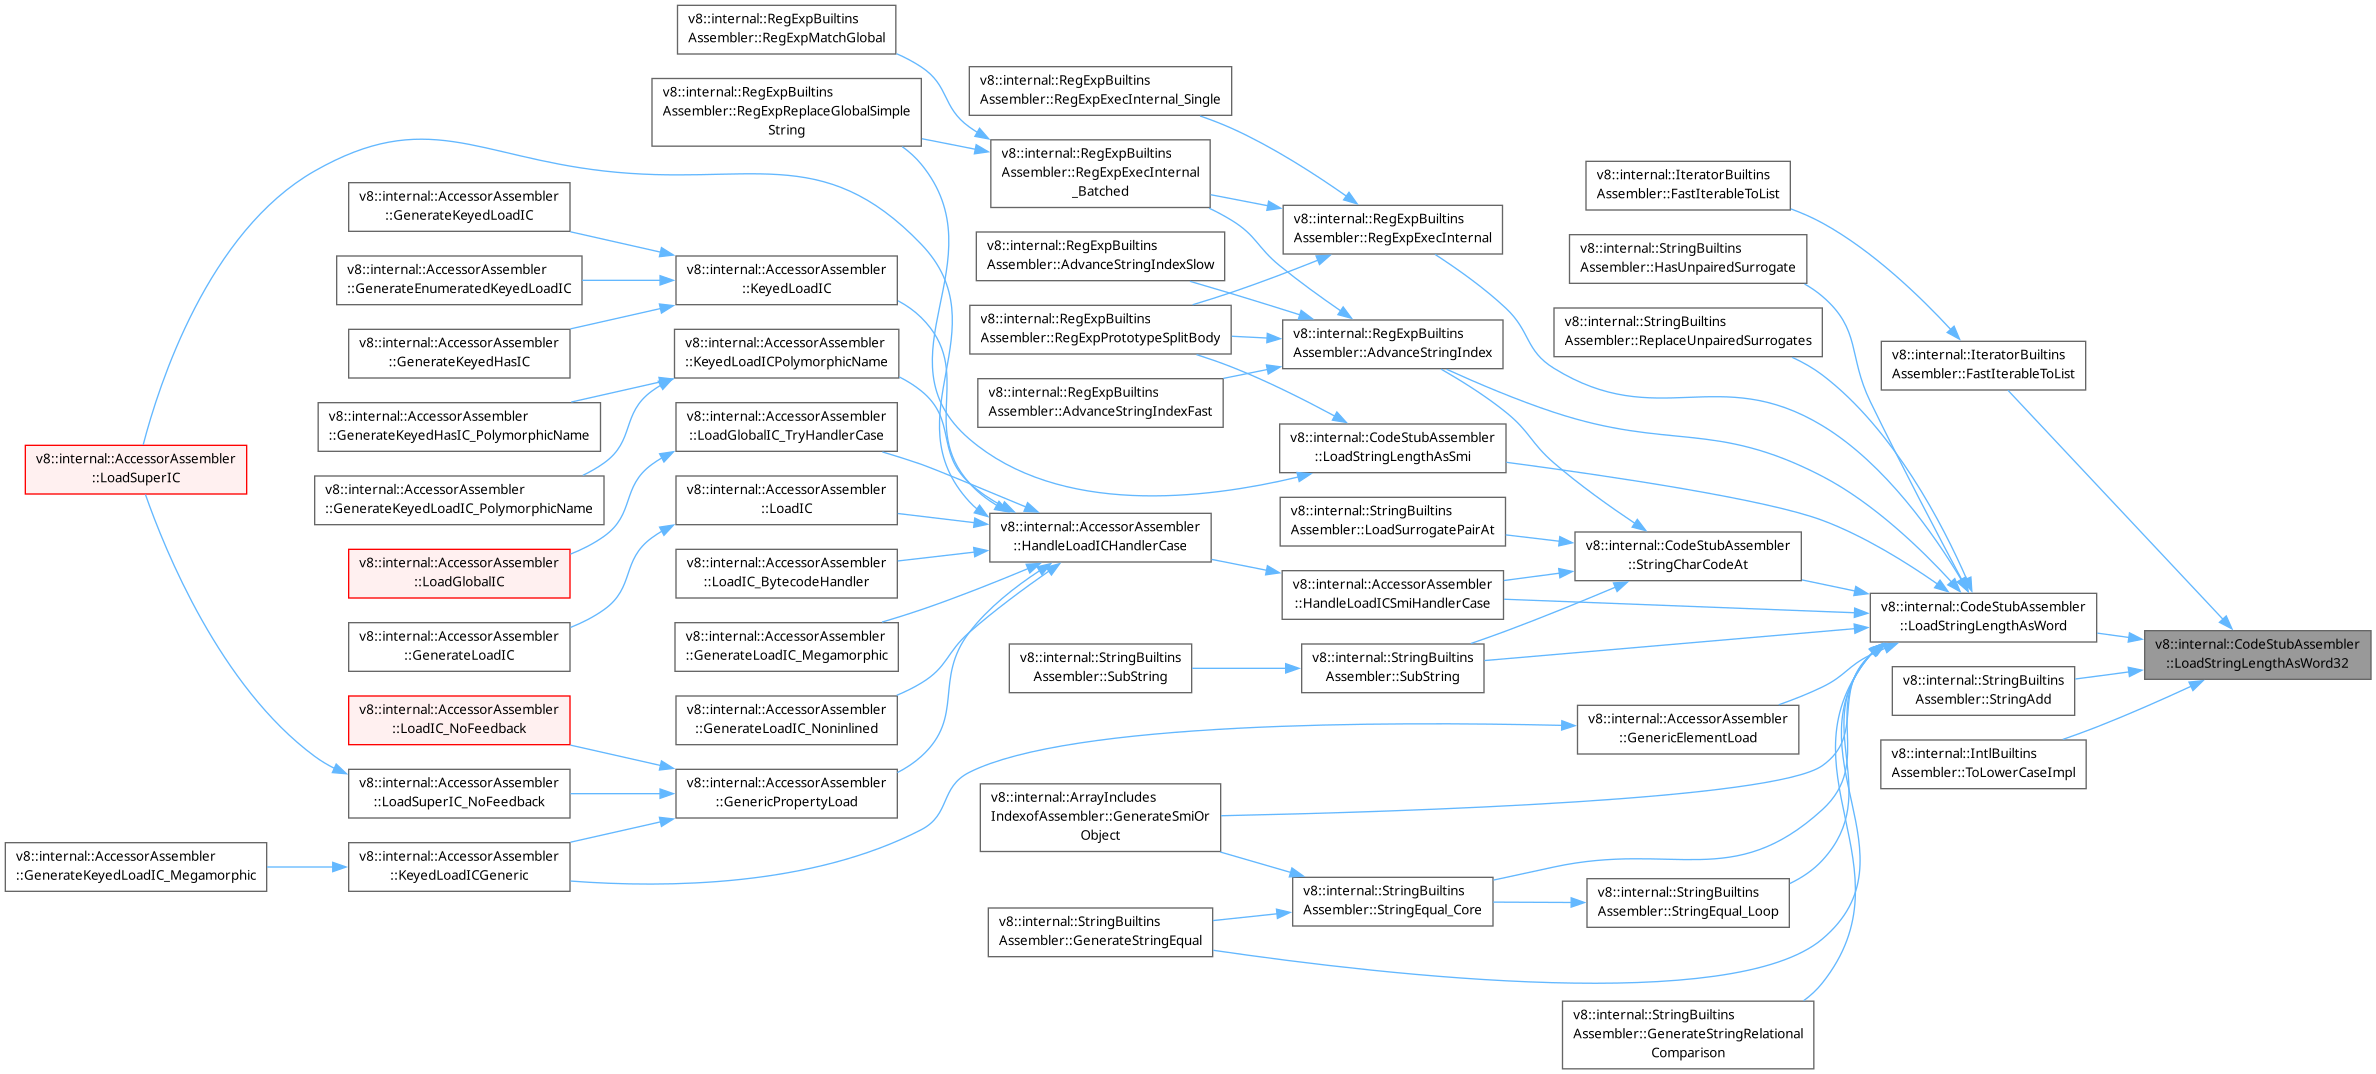 v8::internal::RegExpBuiltins
Assembler::RegExpMatchGlobal
v8::internal::RegExpBuiltins
Assembler::RegExpReplaceGlobalSimple
String
v8::internal::RegExpBuiltins
Assembler::RegExpExecInternal_Single
v8::internal::RegExpBuiltins
Assembler::RegExpExecInternal
_Batched
v8::internal::IteratorBuiltins
Assembler::FastIterableToList
v8::internal::AccessorAssembler
::GenerateKeyedLoadIC
v8::internal::RegExpBuiltins
Assembler::RegExpExecInternal
v8::internal::RegExpBuiltins
Assembler::AdvanceStringIndexSlow
v8::internal::StringBuiltins
Assembler::HasUnpairedSurrogate
v8::internal::AccessorAssembler
::GenerateEnumeratedKeyedLoadIC
v8::internal::AccessorAssembler
::KeyedLoadIC
v8::internal::RegExpBuiltins
Assembler::RegExpPrototypeSplitBody
v8::internal::StringBuiltins
Assembler::ReplaceUnpairedSurrogates
v8::internal::AccessorAssembler
::GenerateKeyedHasIC
v8::internal::AccessorAssembler
::KeyedLoadICPolymorphicName
v8::internal::RegExpBuiltins
Assembler::AdvanceStringIndex
v8::internal::IteratorBuiltins
Assembler::FastIterableToList
v8::internal::RegExpBuiltins
Assembler::AdvanceStringIndexFast
v8::internal::AccessorAssembler
::GenerateKeyedHasIC_PolymorphicName
v8::internal::AccessorAssembler
::LoadGlobalIC_TryHandlerCase
v8::internal::CodeStubAssembler
::LoadStringLengthAsSmi
v8::internal::AccessorAssembler
::LoadSuperIC
v8::internal::AccessorAssembler
::GenerateKeyedLoadIC_PolymorphicName
v8::internal::AccessorAssembler
::LoadIC
v8::internal::StringBuiltins
Assembler::LoadSurrogatePairAt
v8::internal::AccessorAssembler
::HandleLoadICHandlerCase
v8::internal::CodeStubAssembler
::StringCharCodeAt
v8::internal::AccessorAssembler
::LoadGlobalIC
v8::internal::AccessorAssembler
::LoadIC_BytecodeHandler
v8::internal::AccessorAssembler
::HandleLoadICSmiHandlerCase
v8::internal::CodeStubAssembler
::LoadStringLengthAsWord
v8::internal::AccessorAssembler
::GenerateLoadIC
v8::internal::AccessorAssembler
::GenerateLoadIC_Megamorphic
v8::internal::StringBuiltins
Assembler::SubString
v8::internal::StringBuiltins
Assembler::SubString
v8::internal::CodeStubAssembler
::LoadStringLengthAsWord32
v8::internal::StringBuiltins
Assembler::StringAdd
v8::internal::AccessorAssembler
::LoadIC_NoFeedback
v8::internal::AccessorAssembler
::GenerateLoadIC_Noninlined
v8::internal::AccessorAssembler
::GenericElementLoad
v8::internal::IntlBuiltins
Assembler::ToLowerCaseImpl
v8::internal::AccessorAssembler
::LoadSuperIC_NoFeedback
v8::internal::AccessorAssembler
::GenericPropertyLoad
v8::internal::ArrayIncludes
IndexofAssembler::GenerateSmiOr
Object
v8::internal::AccessorAssembler
::GenerateKeyedLoadIC_Megamorphic
v8::internal::AccessorAssembler
::KeyedLoadICGeneric
v8::internal::StringBuiltins
Assembler::StringEqual_Core
v8::internal::StringBuiltins
Assembler::StringEqual_Loop
v8::internal::StringBuiltins
Assembler::GenerateStringEqual
v8::internal::StringBuiltins
Assembler::GenerateStringRelational
Comparison